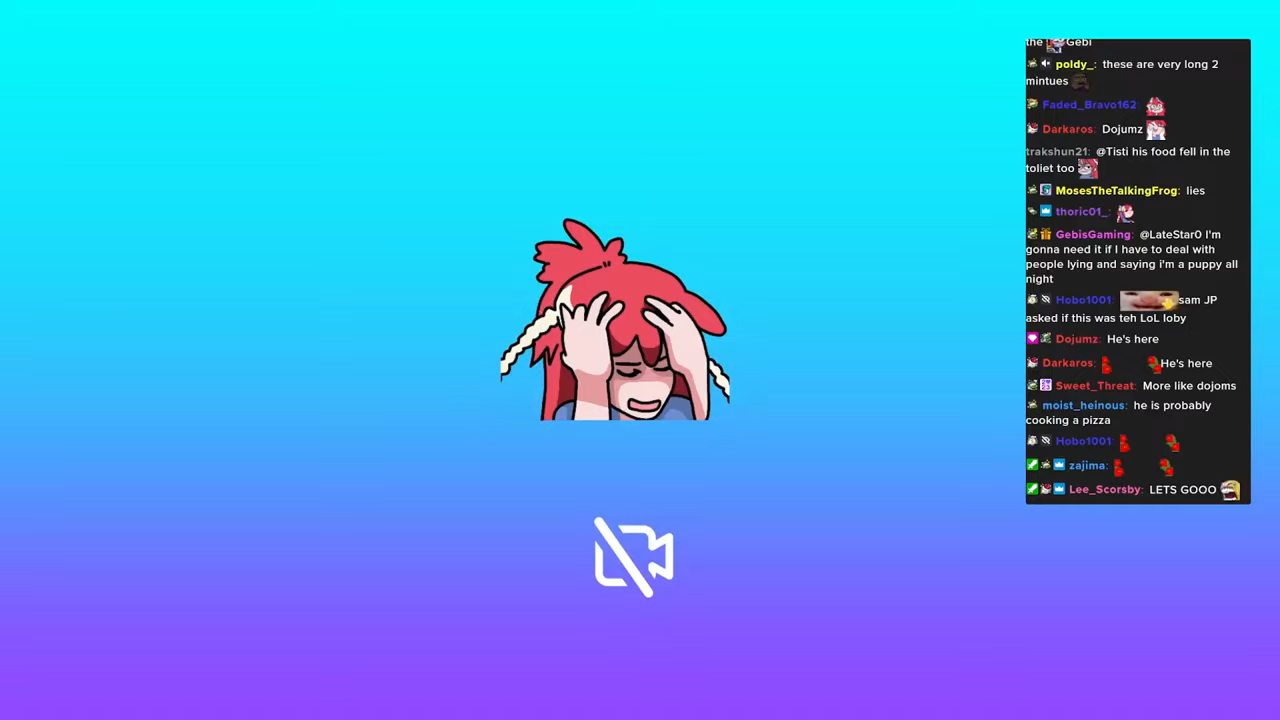 the Gebi
poldy_: these are very long 2
mintues
Faded_Bravo162
Darkaros: Dojumz
trakshun21: @Tisti his food fell in the
toliet too
MosesTheTalkingFrog: lies
thoric01_:
GebisGaming: @LateStar0 I'm
gonna need it if I have to deal with
people lying and saying i'm a puppy all
night
Hobo1001: sam JP
asked if this was teh LoL loby
Dojumz: He's here
Darkaros: He's here
Sweet_Threat: More like dojoms
moist_heinous: he is probably
cooking a pizza
Hobo1001:
zajima:
Lee_Scorsby: LETS GOOO